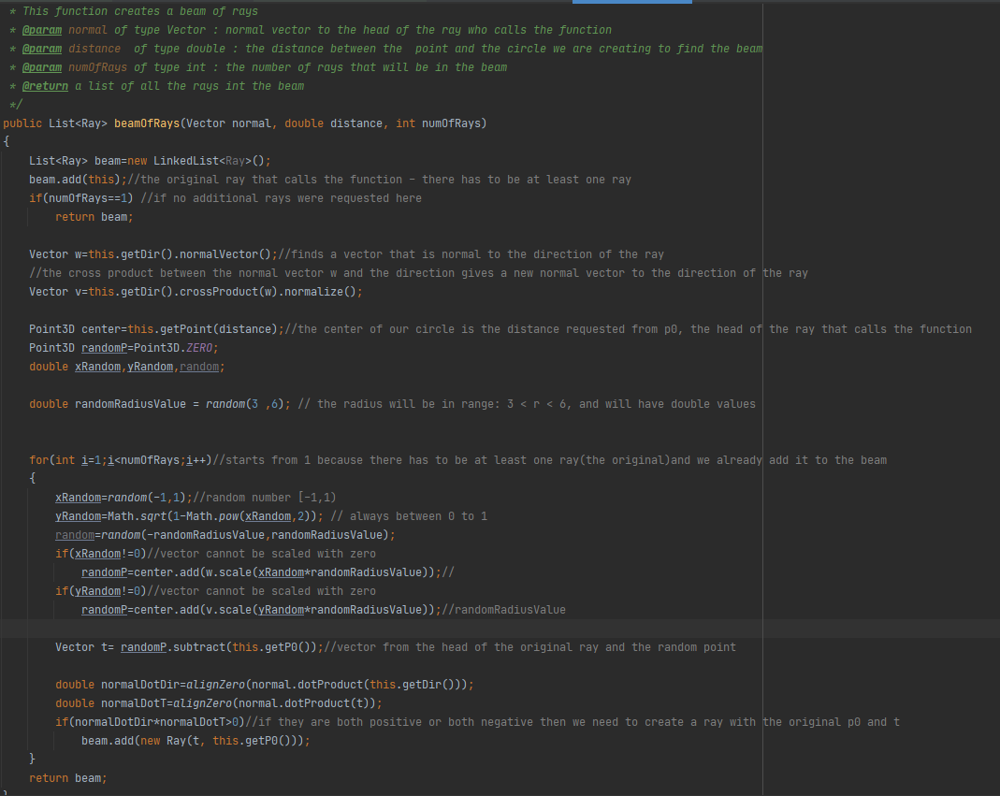 * This function creates a beam of rays
* @param normal of type Vector : normal vector to the head of the ray who calls the function
* @param distance  of type double : the distance between the  point and the circle we are creating to find the beam
* @param numOfRays of type int : the number of rays that will be in the beam
* @return a list of all the rays int the beam
*/
public List<Ray> beamOfRays(Vector normal, double distance, int numOfRays)
{
List<Ray> beam=new LinkedList<Ray>();
beam.add(this);//the original ray that calls the function - there has to be at least one ray
if(numOfRays==1) //if no additional rays were requested here
return beam;
Vector w=this.getDir().normalVector();//finds a vector that is normal to the direction of the ray
//the cross product between the normal vector w and the direction gives a new normal vector to the direction of the ray
Vector v=this.getDir().crossProduct(w).normalize();
Point3D center=this.getPoint(distance);//the center of our circle is the distance requested from p0, the head of the ray that calls the function
Point3D randomP=Point3D.ZERO;
double xRandom,yRandom,random;
double randomRadiusValue = random(3 ,6); // the radius will be in range: 3 < r < 6, and will have double values
for(int i=1;i<numOfRays;i++)//starts from 1 because there has to be at least one ray(the original)and we already add it to the beam
{
xRandom=random(-1,1);//random number [-1,1)
yRandom=Math.sqrt(1-Math.pow(xRandom,2)); // always between 0 to 1
random=random(-randomRadiusValue,randomRadiusValue);
if(xRandom!=0)//vector cannot be scaled with zero
randomP=center.add(w.scale(xRandom*randomRadiusValue));//
if(yRandom!=0)//vector cannot be scaled with zero
randomP=center.add(v.scale(yRandom*randomRadiusValue));//randomRadiusValue
Vector t= randomP.subtract(this.getP0());//vector from the head of the original ray and the random point
double normalDotDir=alignZero(normal.dotProduct(this.getDir()));
double normalDotT=alignZero(normal.dotProduct(t));
if(normalDotDir*normalDotT>0)//if they are both positive or both negative then we need to create a ray with the original p0 and t
beam.add(new Ray(t, this.getP0()));
}
return beam;
}